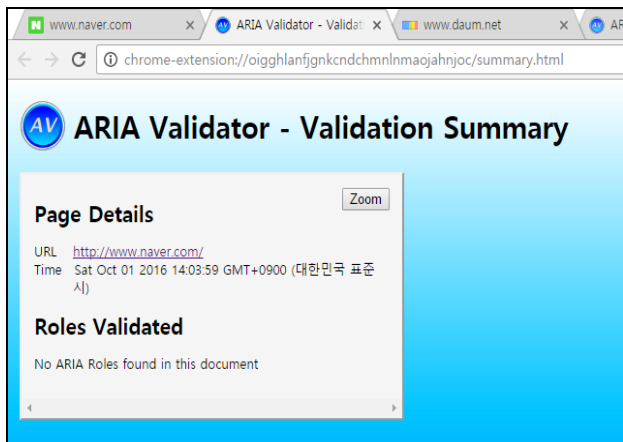 www.naver.com
ARIA Validator - Validat
www.daum.net
AR
chrome-extension://oigghlanfjgnkcndchmnlnmaojahnjoc/summary.html
AV ARIA Validator - Validation Summary
Zoom
Page Details
URL http://www.naver.com/
Time Sat Oct 01 2016 14:03:59 GMT+0900 (대한민국 표준
시)
Roles Validated
No ARIA Roles found in this document